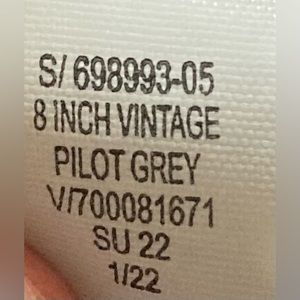 S/ 698993-05
8 INCH VINTAGE
PILOT GREY
V/700081671
SU 22
1/22